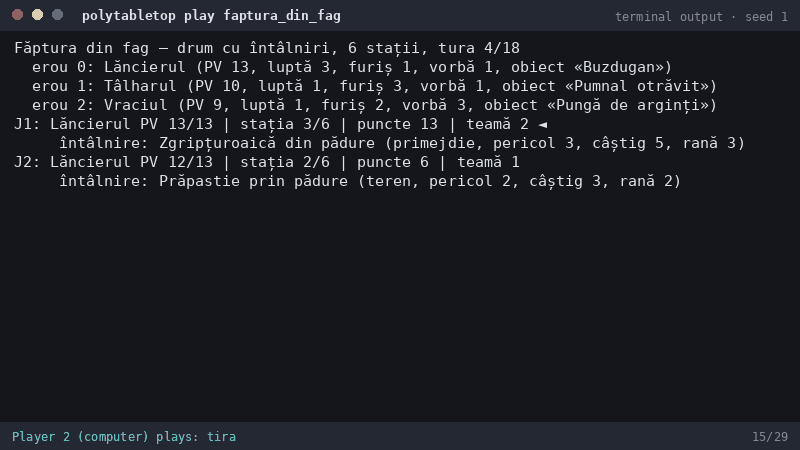 polytabletop play faptura_din_fag
terminal output · seed 1
Făptura din fag — drum cu întâlniri, 6 stații, tura 4/18
erou 0: Lăncierul (PV 13, luptă 3, furiș 1, vorbă 1, obiect «Buzdugan»)
erou 1: Tâlharul (PV 10, luptă 1, furiș 3, vorbă 1, obiect «Pumnal otrăvit»)
erou 2: Vraciul (PV 9, luptă 1, furiș 2, vorbă 3, obiect «Pungă de arginți»)
J1: Lăncierul PV 13/13 | stația 3/6 | puncte 13 | teamă 2 ◄
întâlnire: Zgripțuroaică din pădure (primejdie, pericol 3, câștig 5, rană 3)
J2: Lăncierul PV 12/13 | stația 2/6 | puncte 6 | teamă 1
întâlnire: Prăpastie prin pădure (teren, pericol 2, câștig 3, rană 2)
Player 2 (computer) plays: tira
15/29